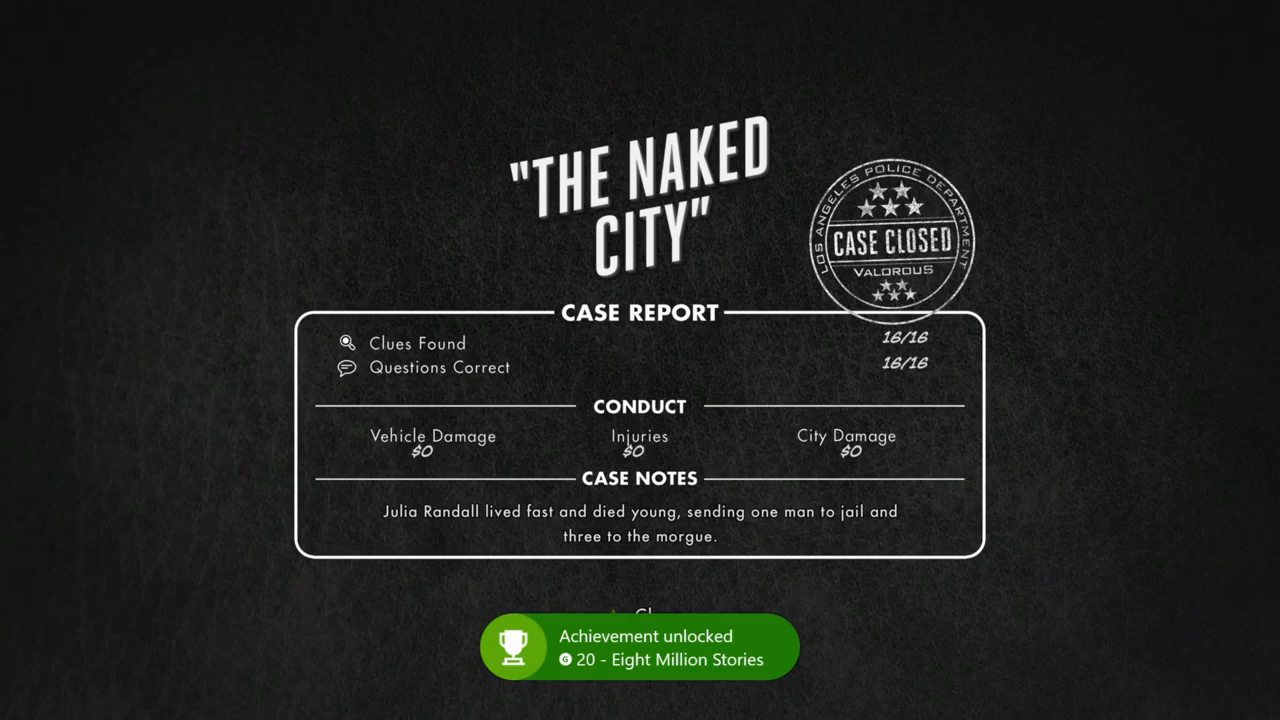 "THE NAKED
CITY"
LOS ANGELES POLICE DEPARTMENT
CASE CLOSED
VALOROUS
CASE REPORT
Clues Found 16/16
Questions Correct 16/16
CONDUCT
Vehicle Damage Injuries City Damage
$0 $0 $0
CASE NOTES
Julia Randall lived fast and died young, sending one man to jail and
three to the morgue.
Achievement unlocked
G 20 - Eight Million Stories